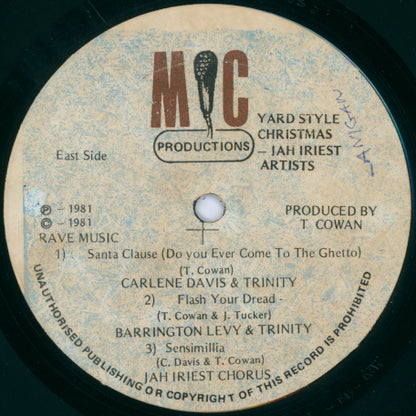 M C
PRODUCTIONS
YARD STYLE
CHRISTMAS
– JAH IRIEST
ARTISTS
East Side
Ⓟ – 1981
© – 1981
RAVE MUSIC
PRODUCED BY
T. COWAN
1) . Santa Clause (Do you Ever Come To The Ghetto)
(T. Cowan)
CARLENE DAVIS & TRINITY
2) Flash Your Dread -
(T. Cowan & J. Tucker)
BARRINGTON LEVY & TRINITY
3) Sensimillia
(C. Davis & T. Cowan)
JAH IRIEST CHORUS
UNAUTHORISED PUBLISHING OR COPYRIGHT OF THIS RECORD IS PROHIBITED